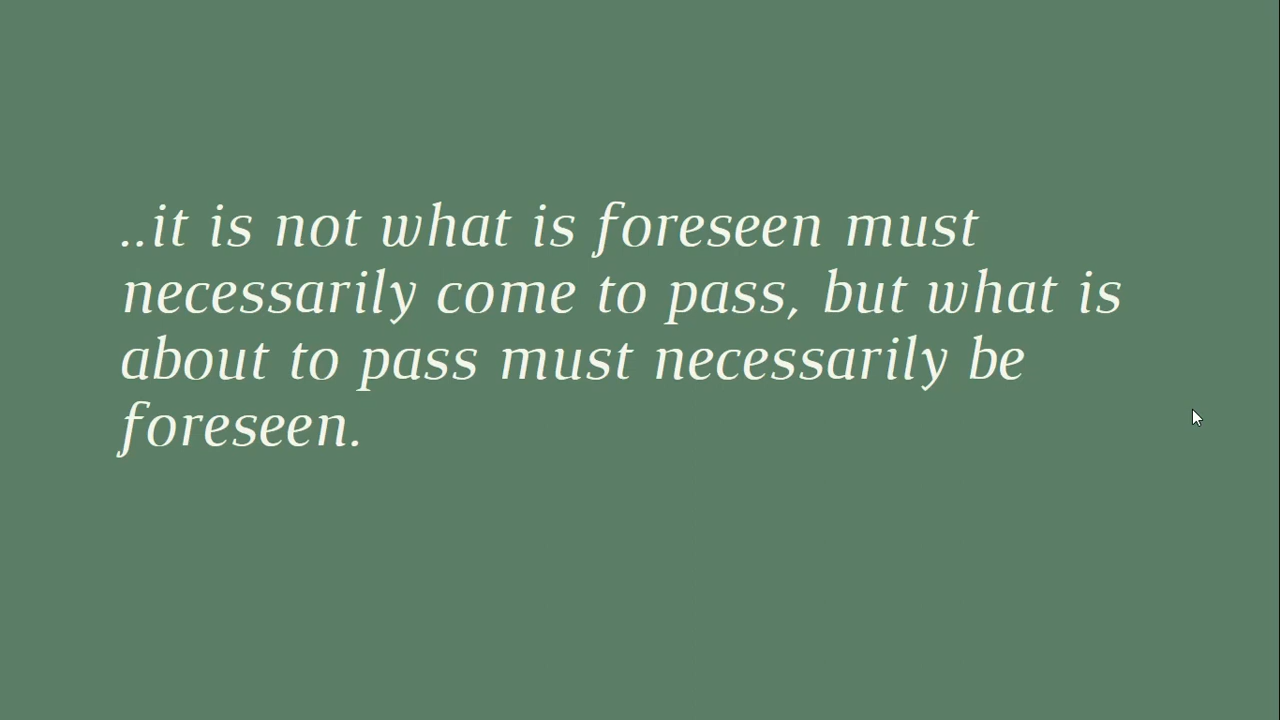 ..it is not what is foreseen must
necessarily come to pass, but what is
about to pass must necessarily be
foreseen.